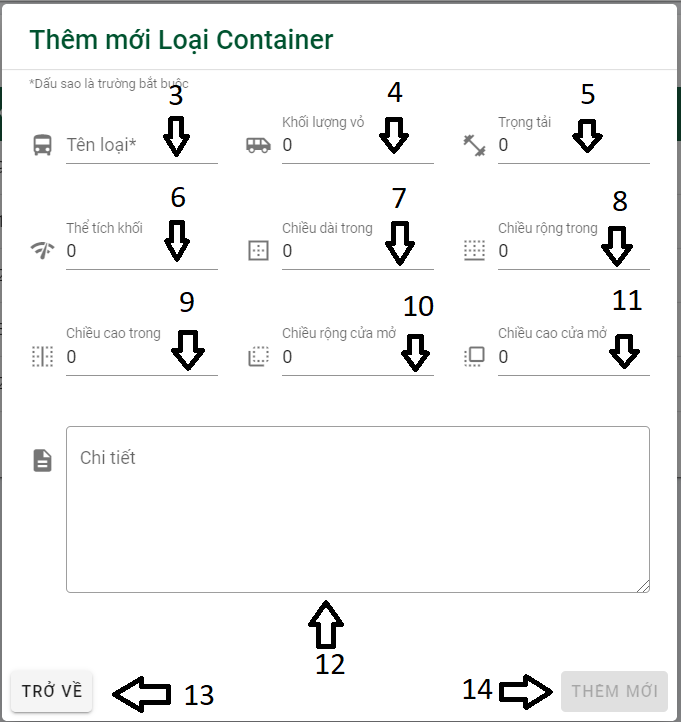 Thêm mới Loại Container
*Dấu sao là trường bắt buộc
3
4
5
Tên loại*
Khối lượng vỏ
0
Trọng tải
0
6
7
8
Thể tích khối
0
Chiều dài trong
0
Chiều rộng trong
0
9
10
11
Chiều cao trong
0
Chiều rộng cửa mở
0
Chiều cao cửa mở
0
Chi tiết
12
TRỞ VỀ
13
14
THÊM MỚI